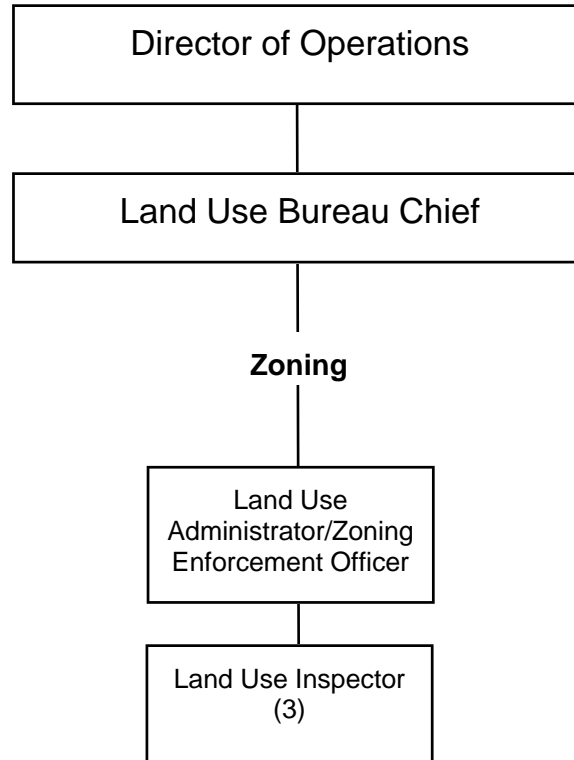 Director of Operations
Land Use Bureau Chief
Zoning
Land Use
Administrator/Zoning
Enforcement Officer
Land Use Inspector
(3)